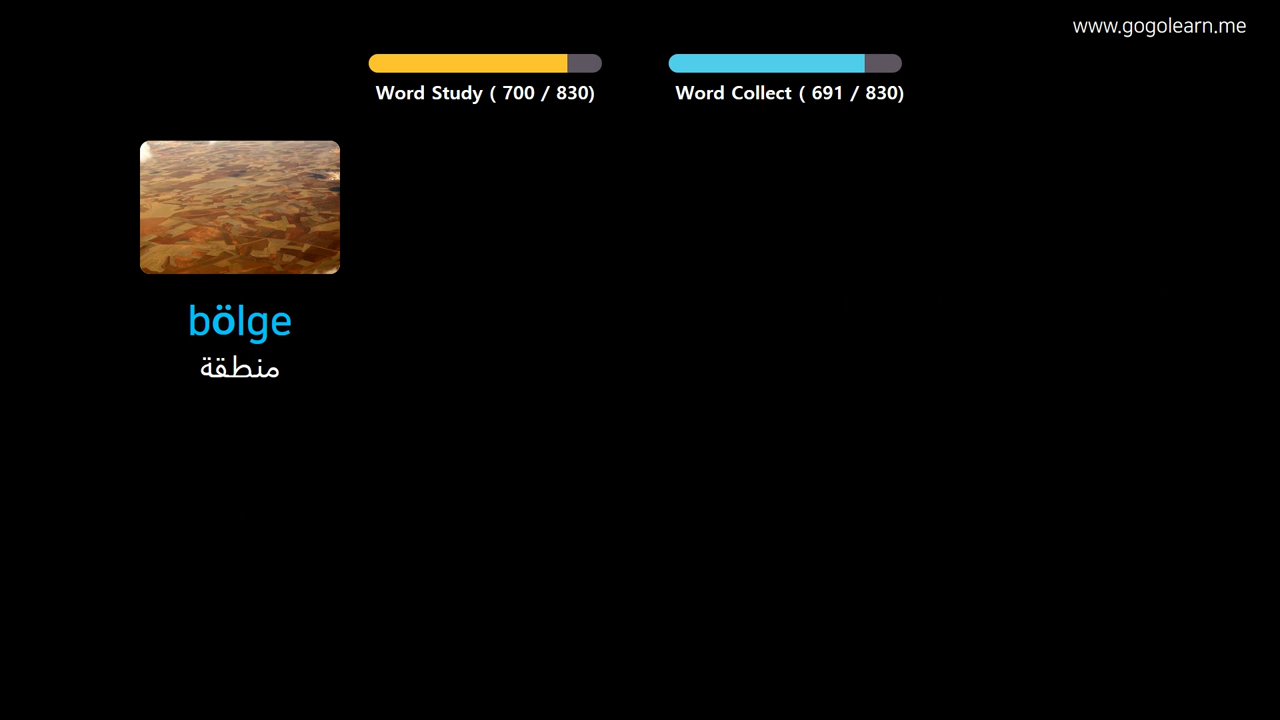 www.gogolearn.me
Word Study ( 700 / 830)
Word Collect ( 691 / 830)
bölge
منطقة